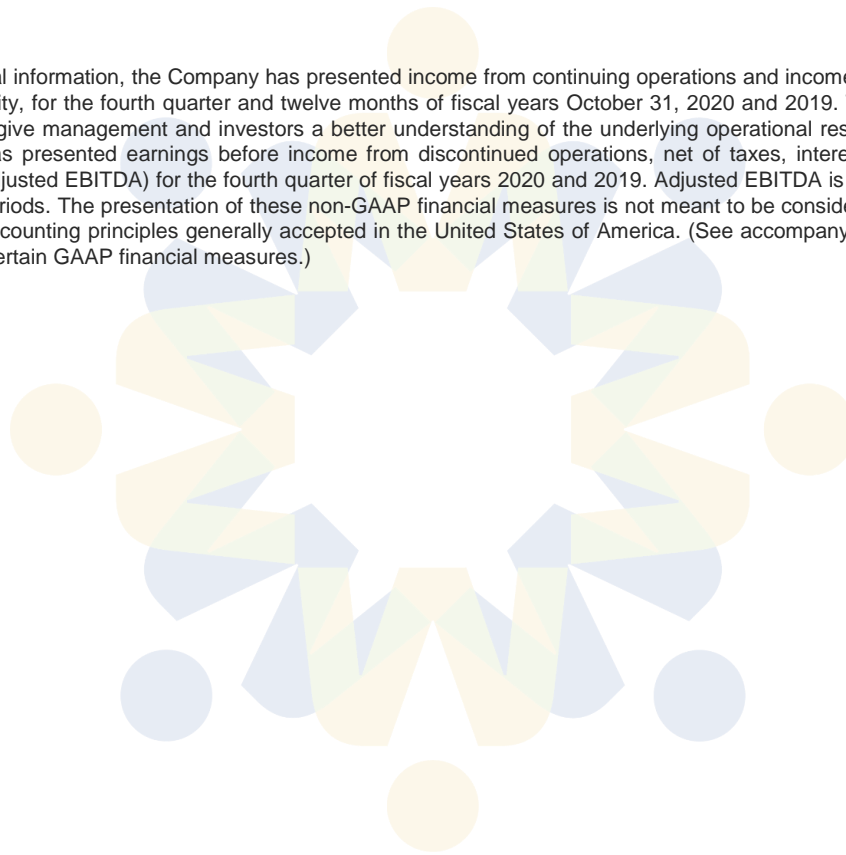 al information, the Company has presented income from continuing operations and income
ity, for the fourth quarter and twelve months of fiscal years October 31, 2020 and 2019.
give management and investors a better understanding of the underlying operational res
as presented earnings before income from discontinued operations, net of taxes, intere
djusted EBITDA) for the fourth quarter of fiscal years 2020 and 2019. Adjusted EBITDA is
riods. The presentation of these non-GAAP financial measures is not meant to be conside
counting principles generally accepted in the United States of America. (See accompany
ertain GAAP financial measures.)